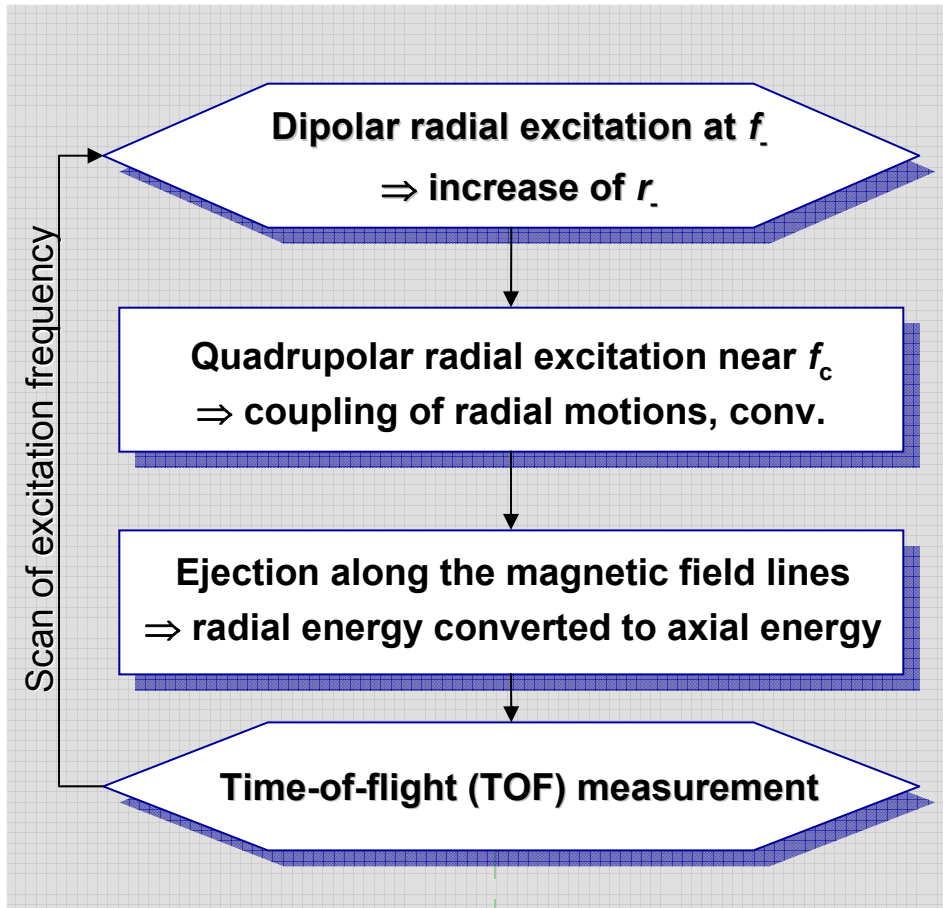 Dipolar radial excitation at f₋
⇒ increase of r₋
Quadrupolar radial excitation near f_c
⇒ coupling of radial motions, conv.
Ejection along the magnetic field lines
⇒ radial energy converted to axial energy
Time-of-flight (TOF) measurement
Scan of excitation frequency